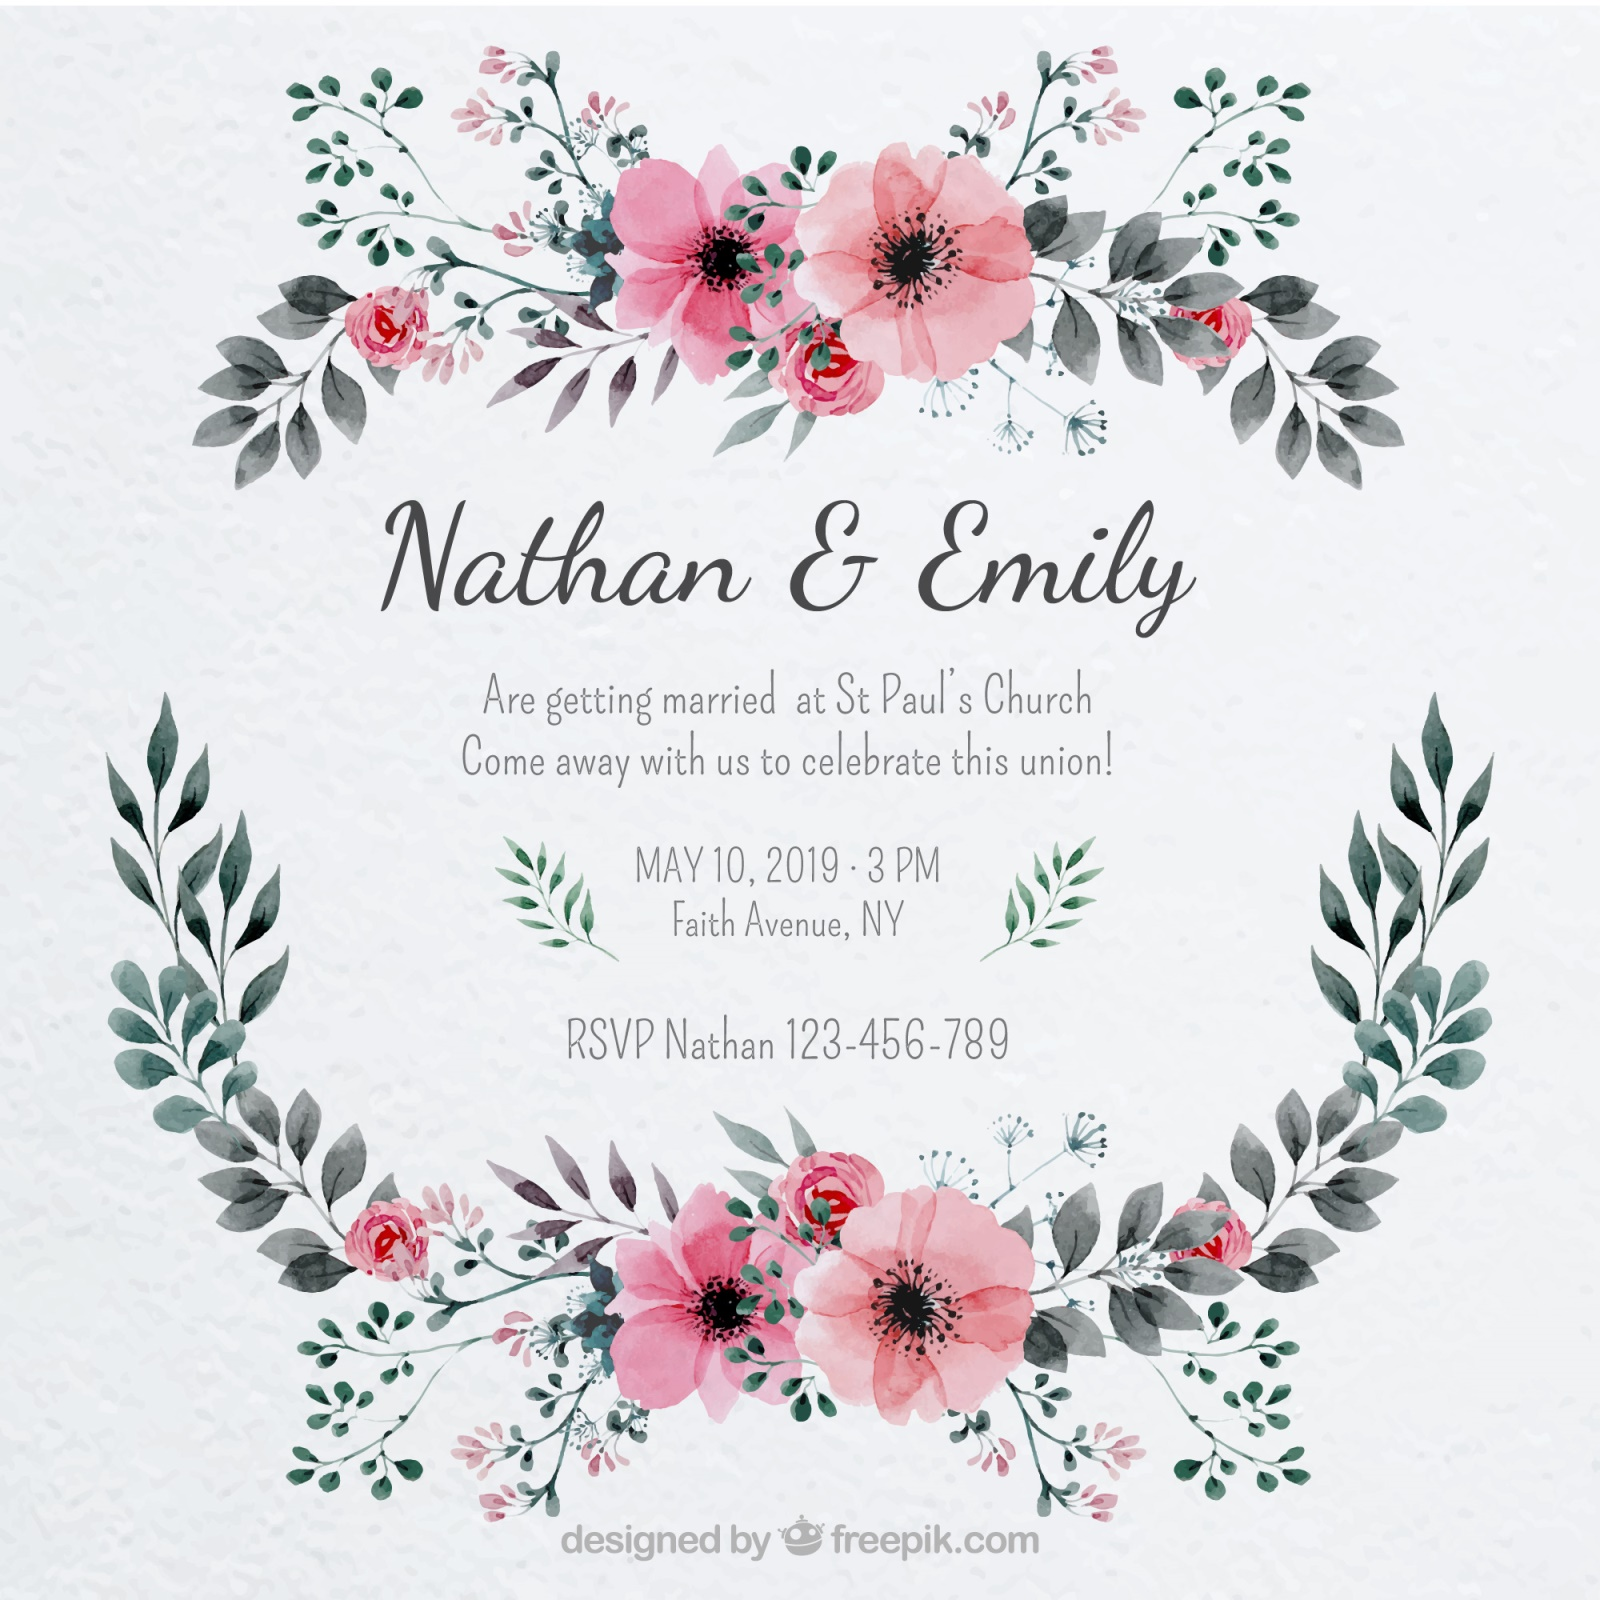 Nathan & Emily
Are getting married at St Paul's Church
Come away with us to celebrate this union!
MAY 10, 2019 · 3 PM
Faith Avenue, NY
RSVP Nathan 123-456-789
designed by freepik.com